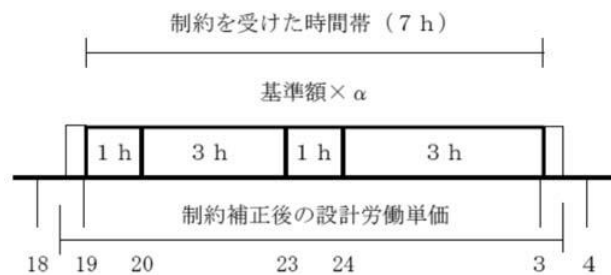 制約を受けた時間帯（７ｈ）
基準額×α
１ｈ ３ｈ １ｈ ３ｈ
制約補正後の設計労働単価
18 19 20 23 24 3 4